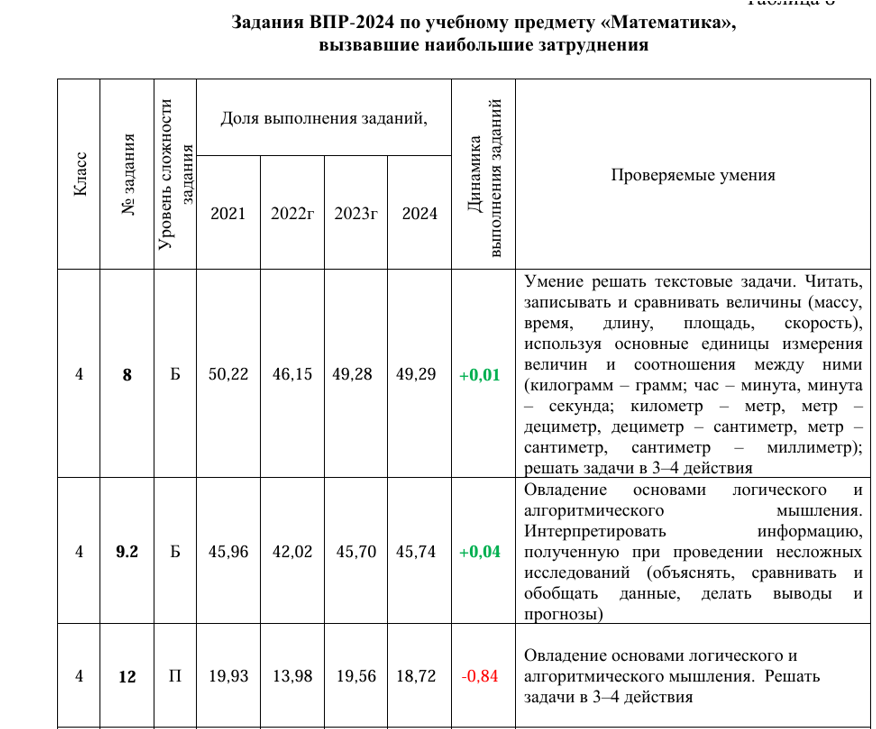 Задания ВПР-2024 по учебному предмету «Математика»,
вызвавшие наибольшие затруднения
Класс
№ задания
Уровень сложности
задания
Доля выполнения заданий,
2021
2022г
2023г
2024
Динамика
выполнения заданий
Проверяемые умения
4
8
Б
50,22
46,15
49,28
49,29
+0,01
Умение решать текстовые задачи. Читать,
записывать и сравнивать величины (массу,
время, длину, площадь, скорость),
используя основные единицы измерения
величин и соотношения между ними
(килограмм – грамм; час – минута, минута
– секунда; километр – метр, метр –
дециметр, дециметр – сантиметр, метр –
сантиметр, сантиметр – миллиметр);
решать задачи в 3–4 действия
4
9.2
Б
45,96
42,02
45,70
45,74
+0,04
Овладение основами логического и
алгоритмического мышления.
Интерпретировать информацию,
полученную при проведении несложных
исследований (объяснять, сравнивать и
обобщать данные, делать выводы и
прогнозы)
4
12
П
19,93
13,98
19,56
18,72
-0,84
Овладение основами логического и
алгоритмического мышления. Решать
задачи в 3–4 действия